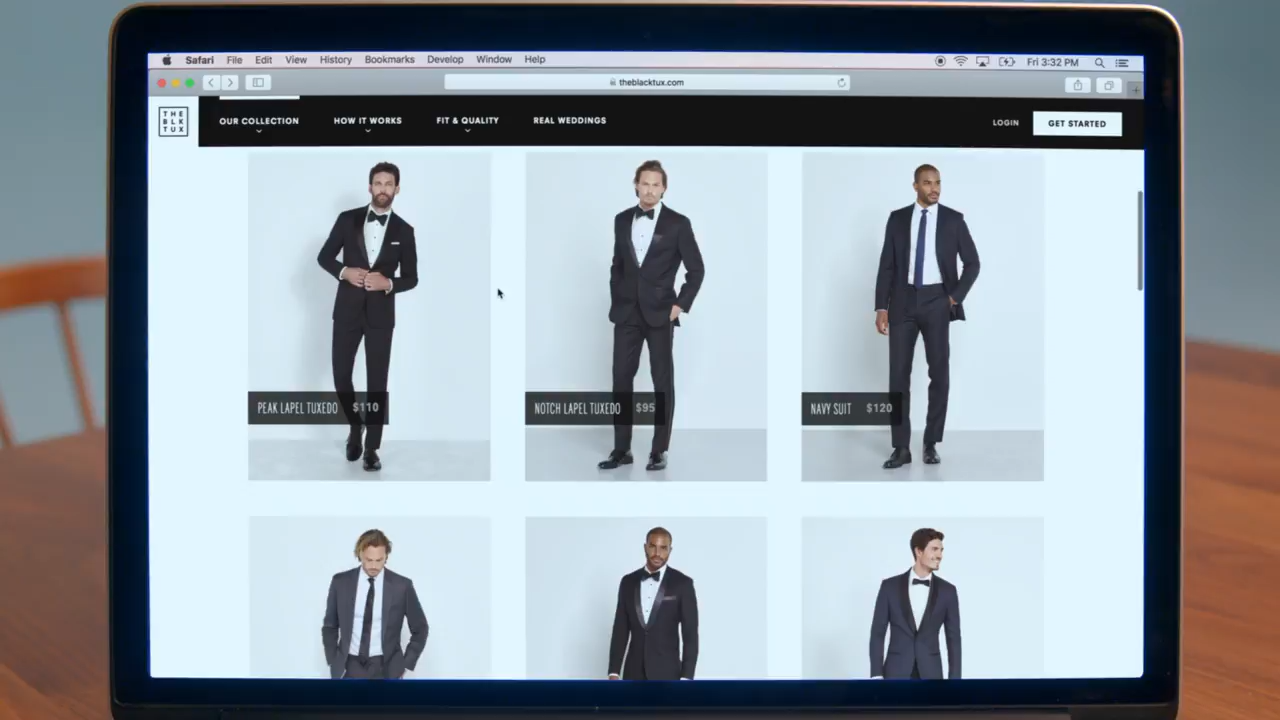 Safari File Edit View History Bookmarks Develop Window Help Fri 3:32 PM
theblacktux.com
THE
BLK
TUX
OUR COLLECTION HOW IT WORKS FIT & QUALITY REAL WEDDINGS LOGIN GET STARTED
PEAK LAPEL TUXEDO $110
NOTCH LAPEL TUXEDO $95
NAVY SUIT $120